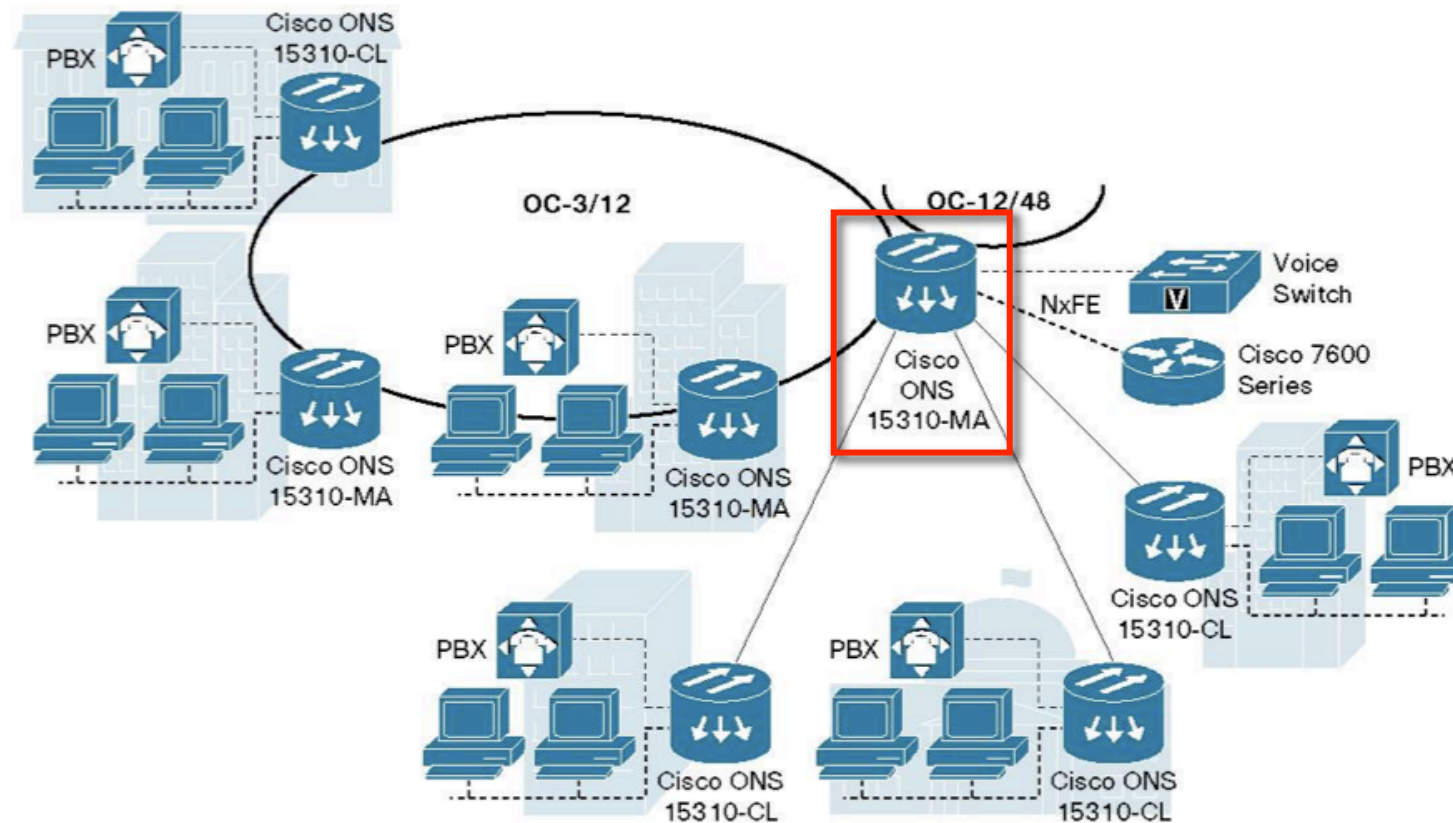 Cisco ONS
15310-CL
PBX
OC-3/12
OC-12/48
Voice
Switch
NxFE
PBX
PBX
Cisco
ONS
15310-MA
Cisco 7600
Series
Cisco ONS
15310-MA
Cisco ONS
15310-MA
PBX
Cisco ONS
15310-CL
PBX
PBX
Cisco ONS
15310-CL
Cisco ONS
15310-CL
V